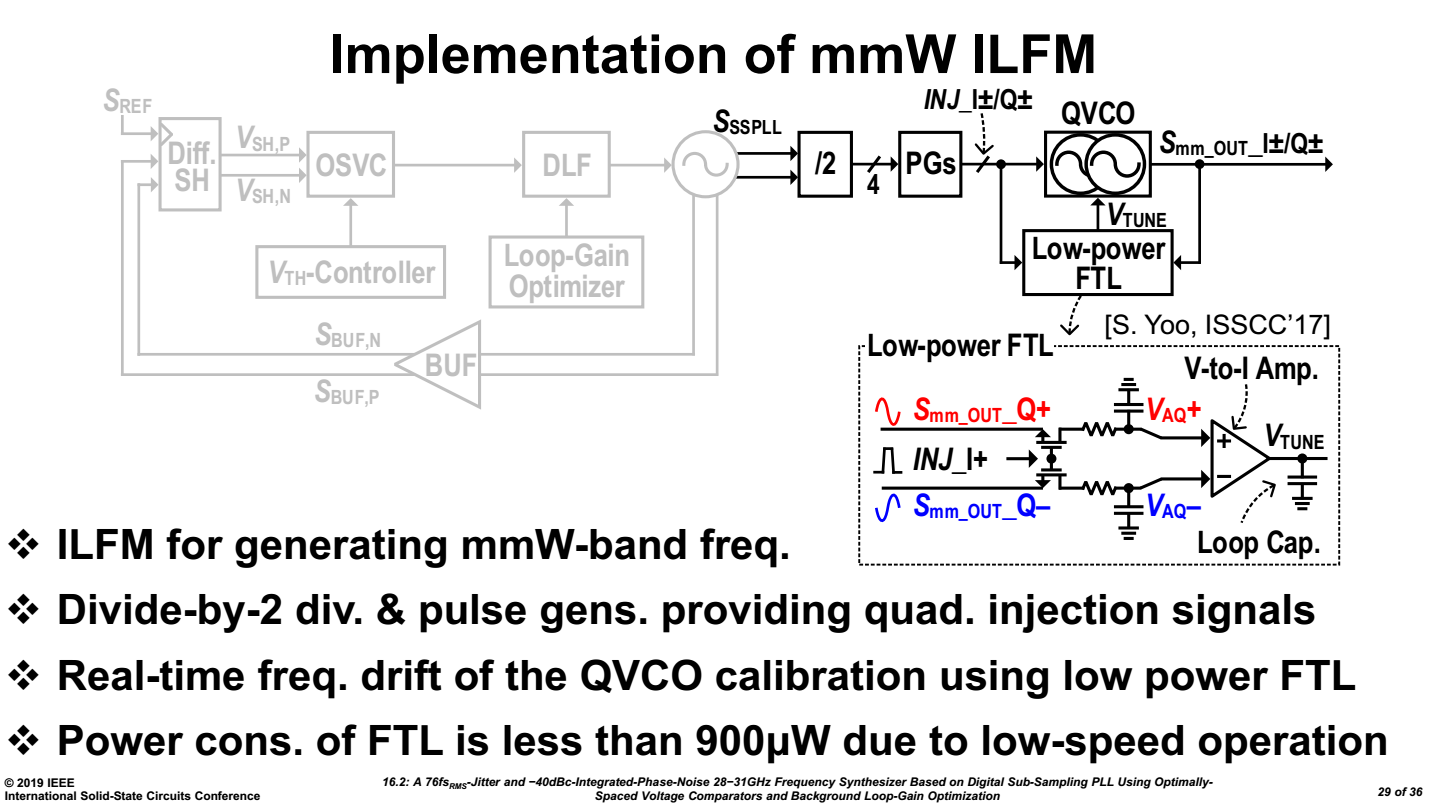 Implementation of mmW ILFM
SREF
Diff.
SH
VSH,P
VSH,N
OSVC
DLF
SSSPLL
/2
4
PGs
INJ_I±/Q±
QVCO
Smm_OUT_I±/Q±
VTUNE
Low-power
FTL
VTH-Controller
Loop-Gain
Optimizer
SBUF,N
BUF
SBUF,P
[S. Yoo, ISSCC'17]
Low-power FTL
V-to-I Amp.
Smm_OUT_Q+
VAQ+
INJ_I+
+
VTUNE
–
Smm_OUT_Q–
VAQ–
Loop Cap.
❖ ILFM for generating mmW-band freq.
❖ Divide-by-2 div. & pulse gens. providing quad. injection signals
❖ Real-time freq. drift of the QVCO calibration using low power FTL
❖ Power cons. of FTL is less than 900µW due to low-speed operation
© 2019 IEEE
International Solid-State Circuits Conference
16.2: A 76fsRMS-Jitter and −40dBc-Integrated-Phase-Noise 28−31GHz Frequency Synthesizer Based on Digital Sub-Sampling PLL Using Optimally-
Spaced Voltage Comparators and Background Loop-Gain Optimization
29 of 36